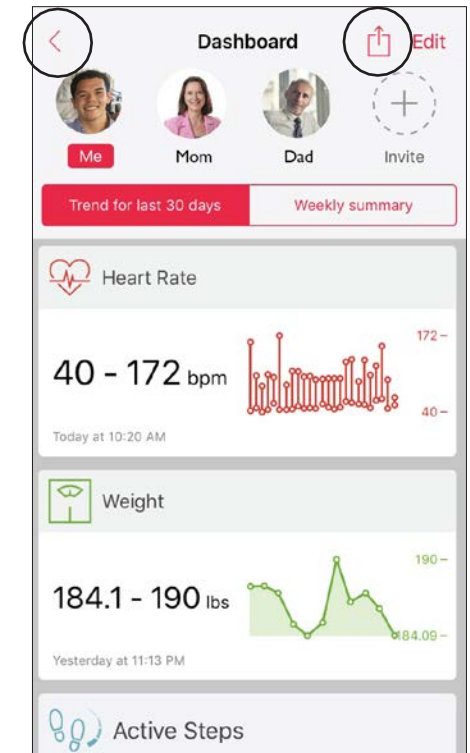 Dashboard
Edit
Me
Mom
Dad
Invite
Trend for last 30 days
Weekly summary
Heart Rate
172
40 - 172 bpm
40
Today at 10:20 AM
Weight
190
184.1 - 190 lbs
184.09
Yesterday at 11:13 PM
Active Steps